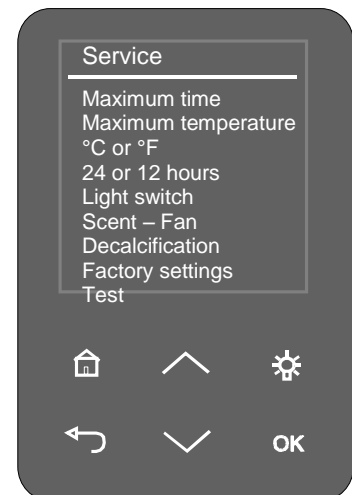 Service
Maximum time
Maximum temperature
°C or °F
24 or 12 hours
Light switch
Scent – Fan
Decalcification
Factory settings
Test
OK